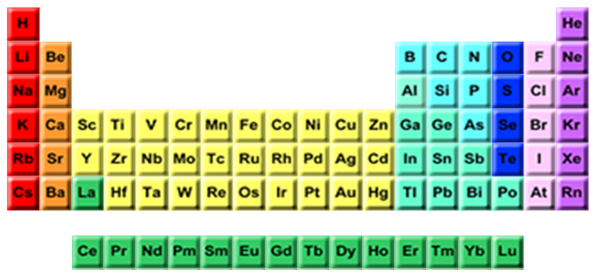 H He
Li Be B C N O F Ne
Na Mg Al Si P S Cl Ar
K Ca Sc Ti V Cr Mn Fe Co Ni Cu Zn Ga Ge As Se Br Kr
Rb Sr Y Zr Nb Mo Tc Ru Rh Pd Ag Cd In Sn Sb Te I Xe
Cs Ba La Hf Ta W Re Os Ir Pt Au Hg Tl Pb Bi Po At Rn
Ce Pr Nd Pm Sm Eu Gd Tb Dy Ho Er Tm Yb Lu